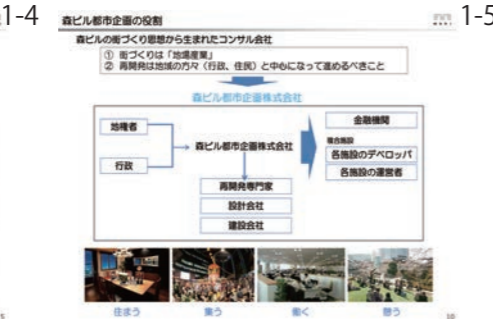 1-4
森ビル都市企画の役割
1-5
森ビルの街づくり思想から生まれたコンサル会社
① 街づくりは「地場産業」
② 再開発は地域の方々（行政、住民）と中心になって進めるべきこと
森ビル都市企画株式会社
地権者
行政
森ビル都市企画株式会社
再開発専門家
設計会社
建設会社
金融機関
複合施設
各施設のデベロッパ
各施設の運営者
住まう
集う
働く
憩う
10